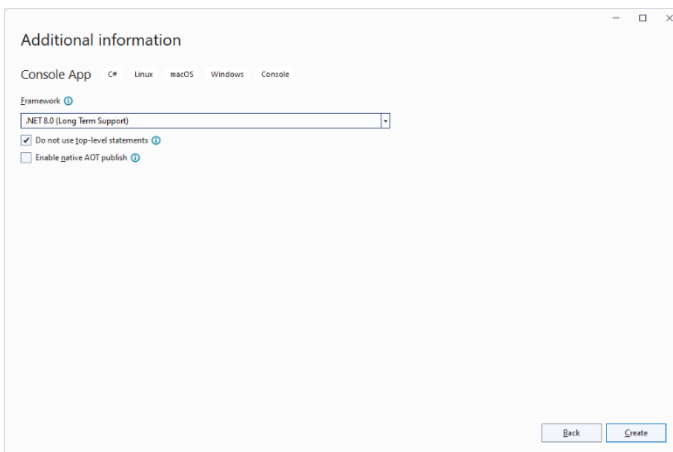 Additional information
Console App C# Linux macOS Windows Console
Framework
.NET 8.0 (Long Term Support)
Do not use top-level statements
Enable native AOT publish
Back Create